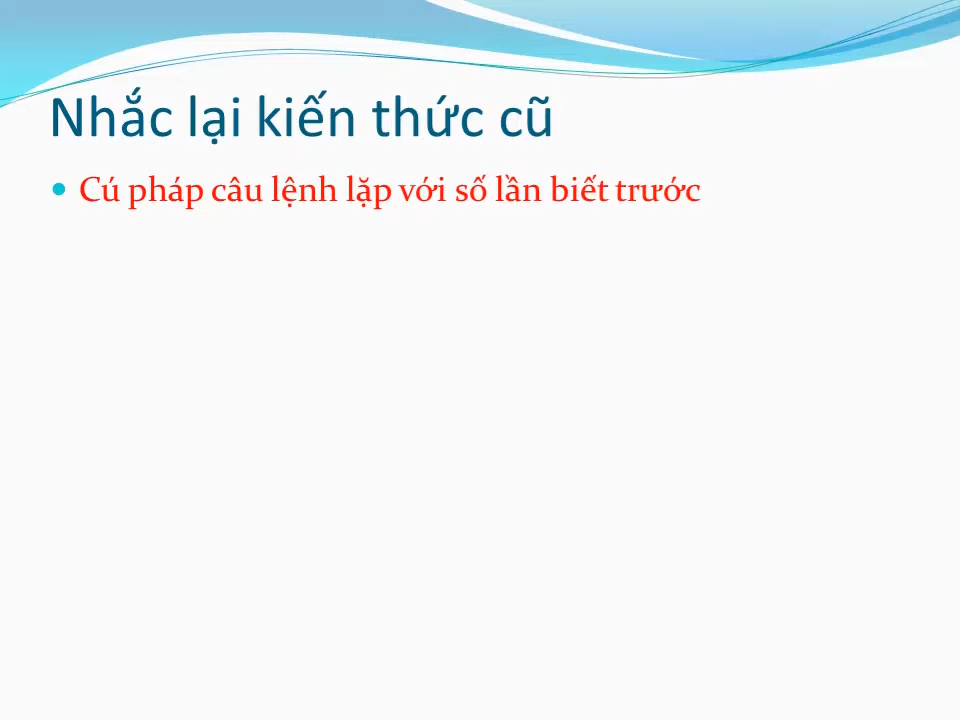 Nhắc lại kiến thức cũ
Cú pháp câu lệnh lặp với số lần biết trước